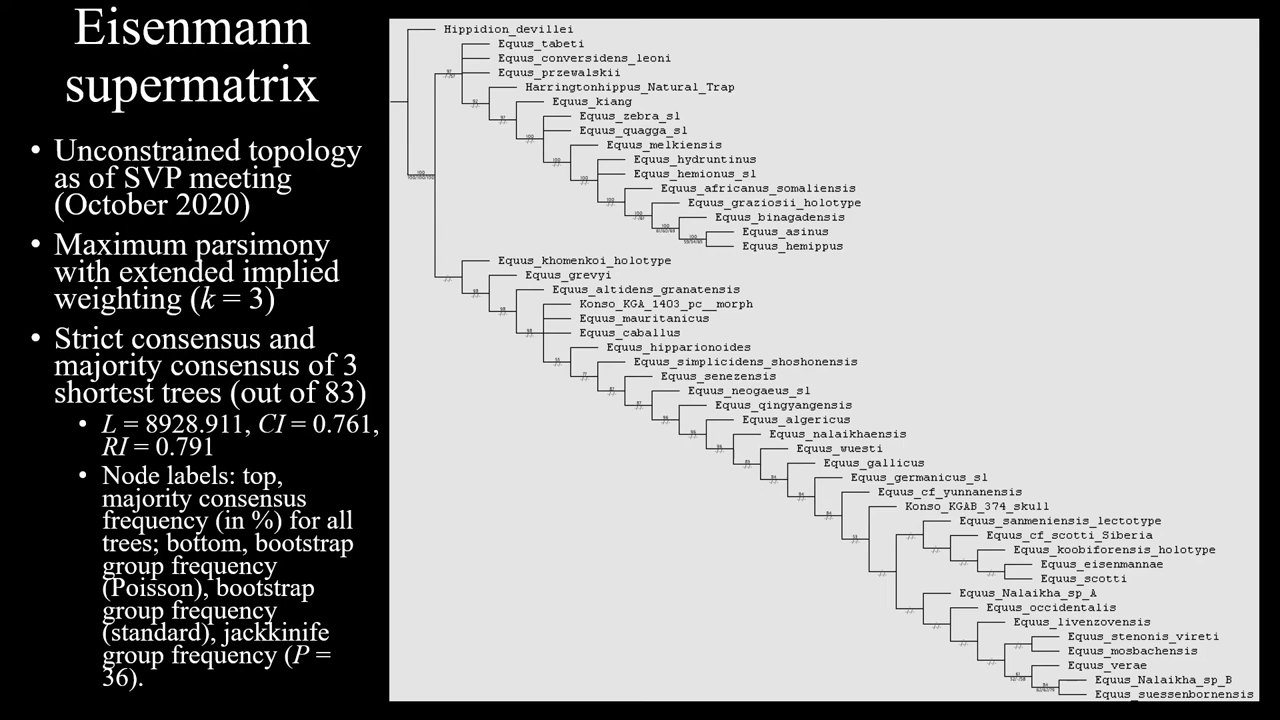 Eisenmann
supermatrix
• Unconstrained topology
as of SVP meeting
(October 2020)
• Maximum parsimony
with extended implied
weighting (k = 3)
• Strict consensus and
majority consensus of 3
shortest trees (out of 83)
• L = 8928.911, CI = 0.761,
RI = 0.791
• Node labels: top,
majority consensus
frequency (in %) for all
trees; bottom, bootstrap
group frequency
(Poisson), bootstrap
group frequency
(standard), jackkinife
group frequency (P =
36).
Hippidion_devillei
Equus_tabeti
Equus_conversidens_leoni
Equus_przewalskii
Harringtonhippus_Natural_Trap
Equus_kiang
Equus_zebra_sl
Equus_quagga_sl
Equus_melkiensis
Equus_hydruntinus
Equus_hemionus_sl
Equus_africanus_somaliensis
Equus_graziosii_holotype
Equus_binagadensis
Equus_asinus
Equus_hemippus
Equus_khomenkoi_holotype
Equus_grevyi
Equus_altidens_granatensis
Konso_KGA_1403_pc__morph
Equus_mauritanicus
Equus_caballus
Equus_hipparionoides
Equus_simplicidens_shoshonensis
Equus_senezensis
Equus_neogaeus_sl
Equus_qingyangensis
Equus_algericus
Equus_nalaikhaensis
Equus_wuesti
Equus_gallicus
Equus_germanicus_sl
Equus_cf_yunnanensis
Konso_KGAB_374_skull
Equus_sanmeniensis_lectotype
Equus_cf_scotti_Siberia
Equus_koobiforensis_holotype
Equus_eisenmannae
Equus_scotti
Equus_Nalaikha_sp_A
Equus_occidentalis
Equus_livenzovensis
Equus_stenonis_vireti
Equus_mosbachensis
Equus_verae
Equus_Nalaikha_sp_B
Equus_suessenbornensis